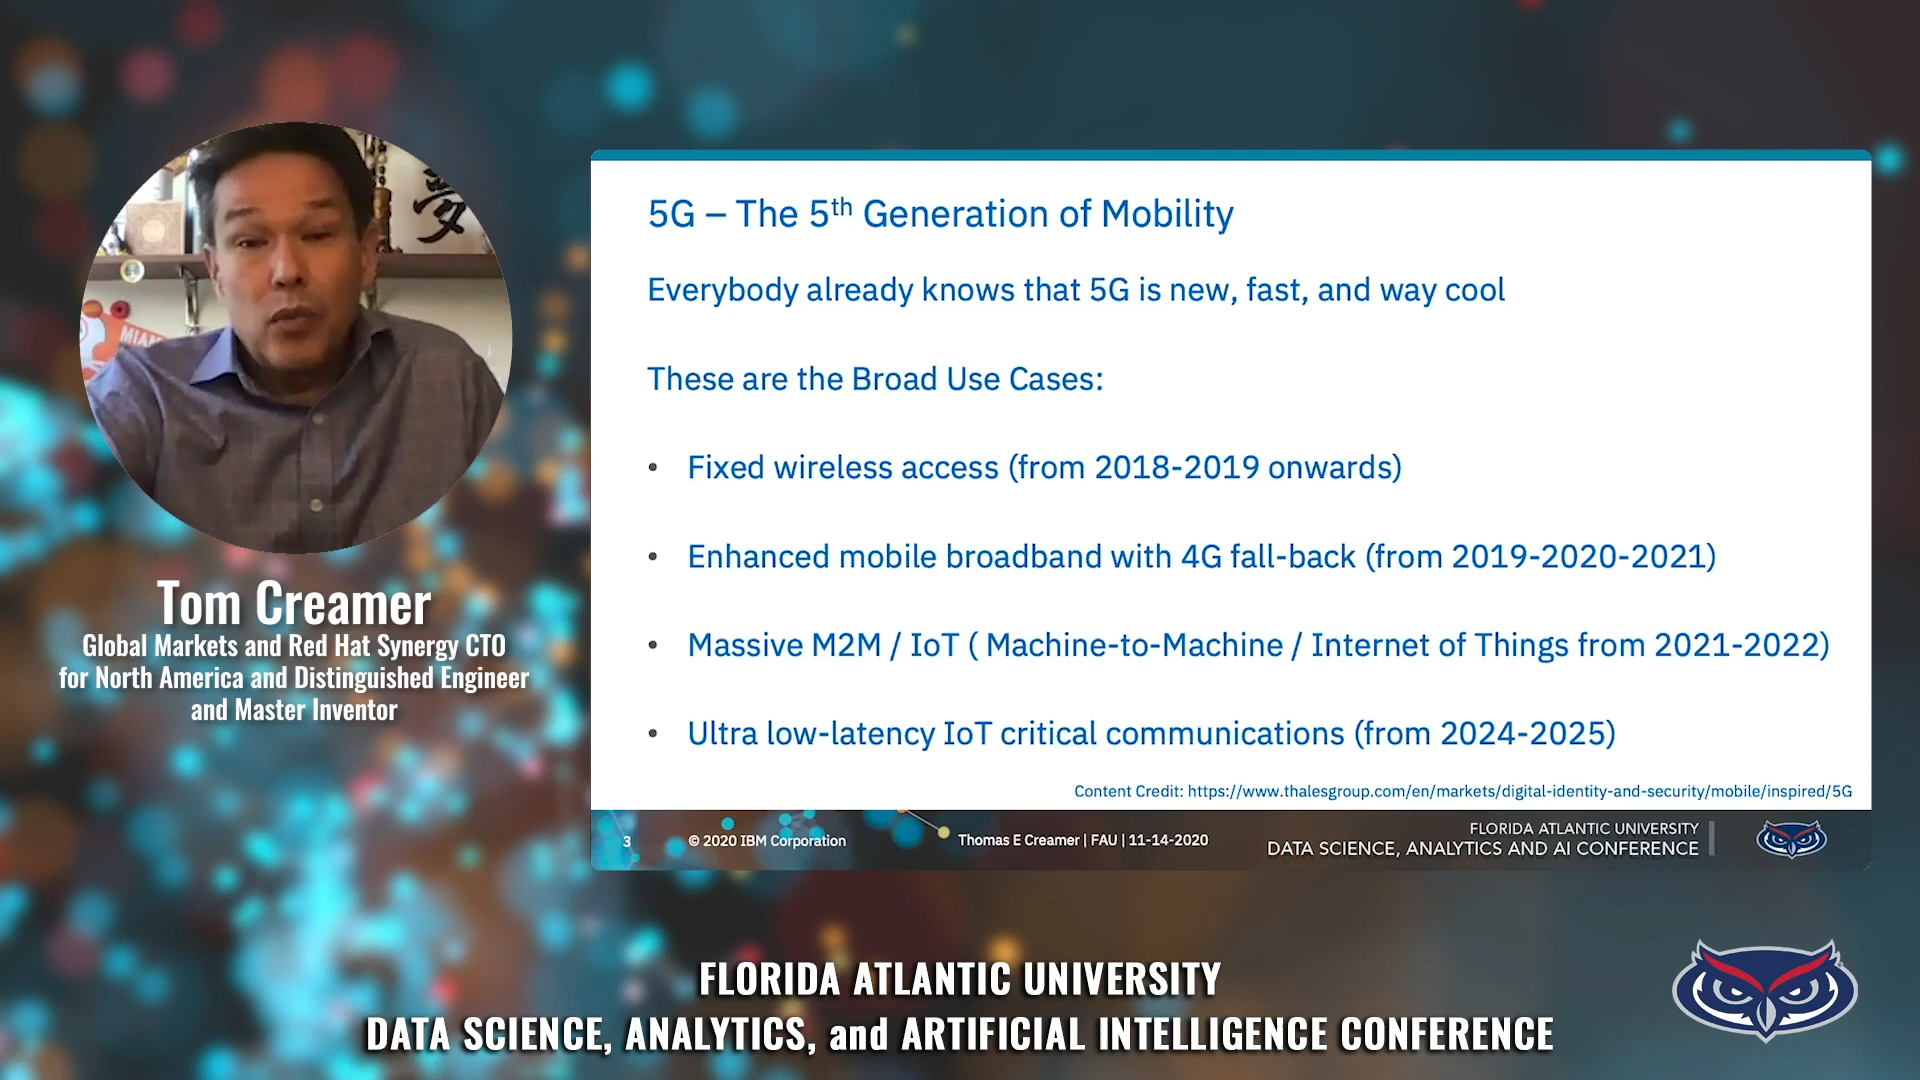 夢
MIAM
Tom Creamer
Global Markets and Red Hat Synergy CTO
for North America and Distinguished Engineer
and Master Inventor
5G – The 5th Generation of Mobility
Everybody already knows that 5G is new, fast, and way cool
These are the Broad Use Cases:
• Fixed wireless access (from 2018-2019 onwards)
• Enhanced mobile broadband with 4G fall-back (from 2019-2020-2021)
• Massive M2M / IoT ( Machine-to-Machine / Internet of Things from 2021-2022)
• Ultra low-latency IoT critical communications (from 2024-2025)
Content Credit: https://www.thalesgroup.com/en/markets/digital-identity-and-security/mobile/inspired/5G
3
© 2020 IBM Corporation
Thomas E Creamer | FAU | 11-14-2020
FLORIDA ATLANTIC UNIVERSITY
DATA SCIENCE, ANALYTICS AND AI CONFERENCE
FLORIDA ATLANTIC UNIVERSITY
DATA SCIENCE, ANALYTICS, and ARTIFICIAL INTELLIGENCE CONFERENCE